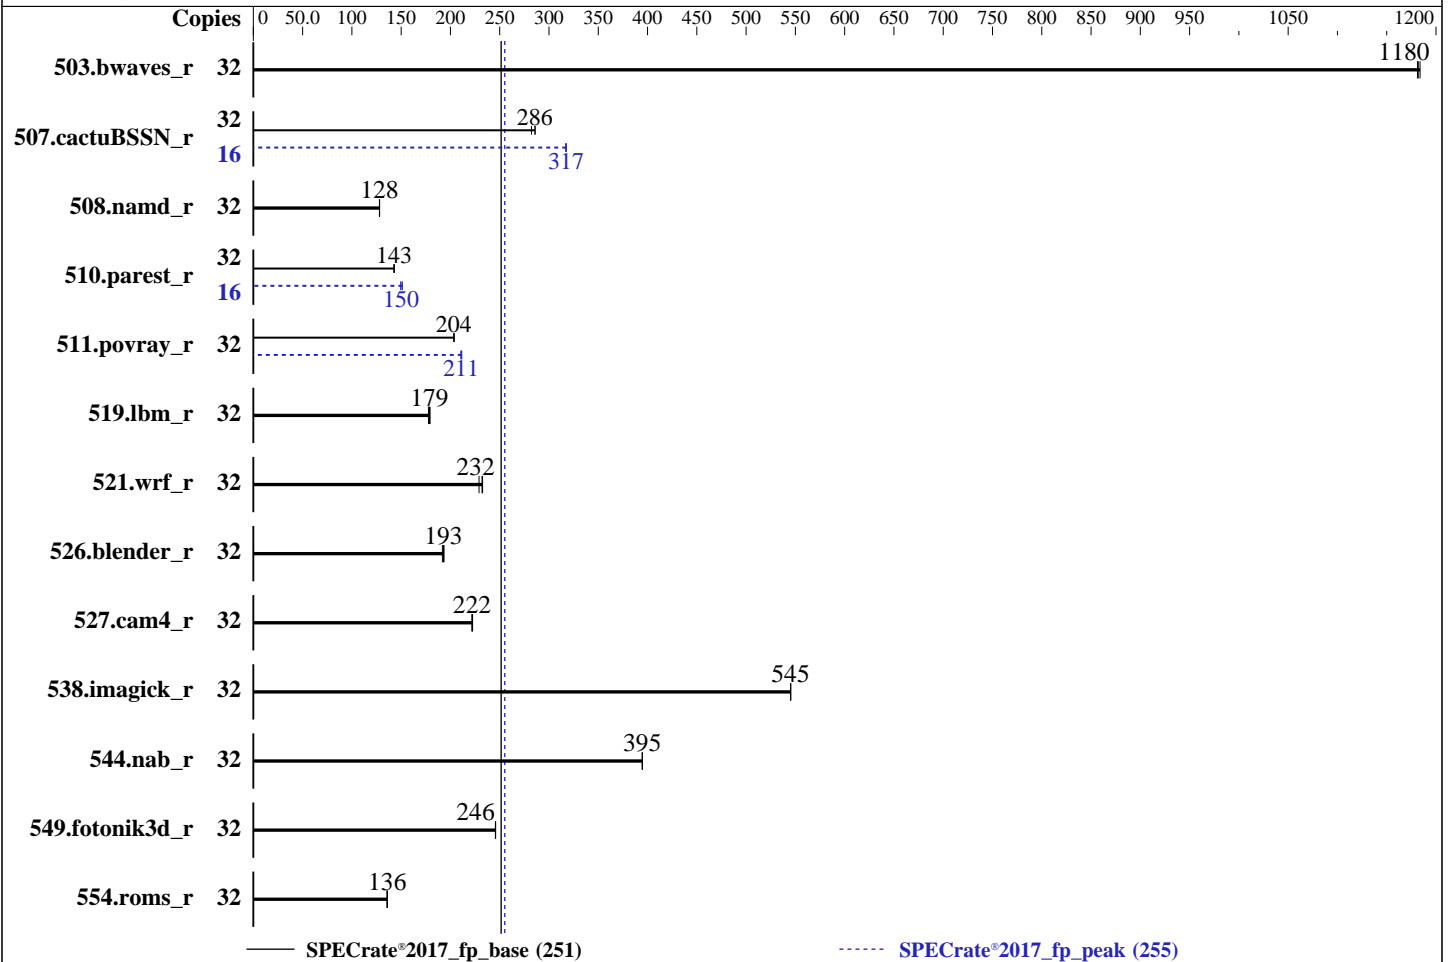 Copies 0 50.0 100 150 200 250 300 350 400 450 500 550 600 650 700 750 800 850 900 950 1050 1200
503.bwaves_r 32 1180
507.cactuBSSN_r 32 286
16 317
508.namd_r 32 128
510.parest_r 32 143
16 150
511.povray_r 32 204
211
519.lbm_r 32 179
521.wrf_r 32 232
526.blender_r 32 193
527.cam4_r 32 222
538.imagick_r 32 545
544.nab_r 32 395
549.fotonik3d_r 32 246
554.roms_r 32 136
SPECrate®2017_fp_base (251) SPECrate®2017_fp_peak (255)